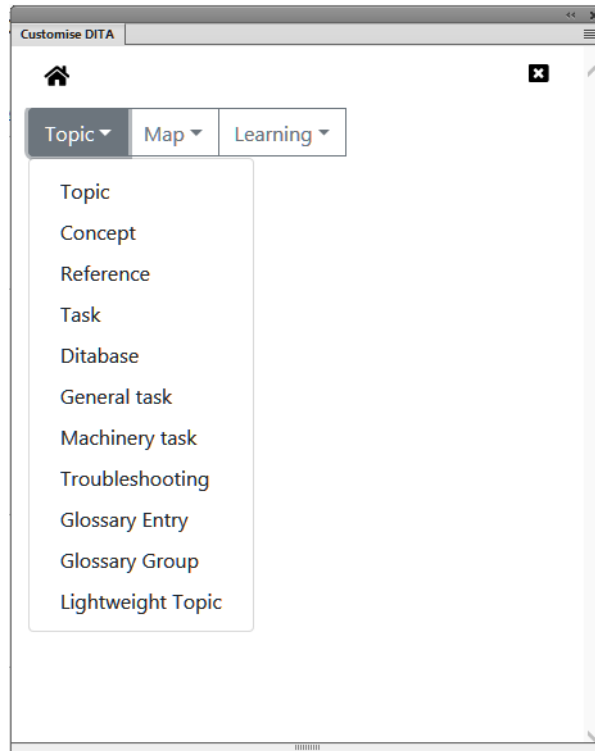 Customise DITA
Topic Map Learning
Topic
Concept
Reference
Task
Ditabase
General task
Machinery task
Troubleshooting
Glossary Entry
Glossary Group
Lightweight Topic